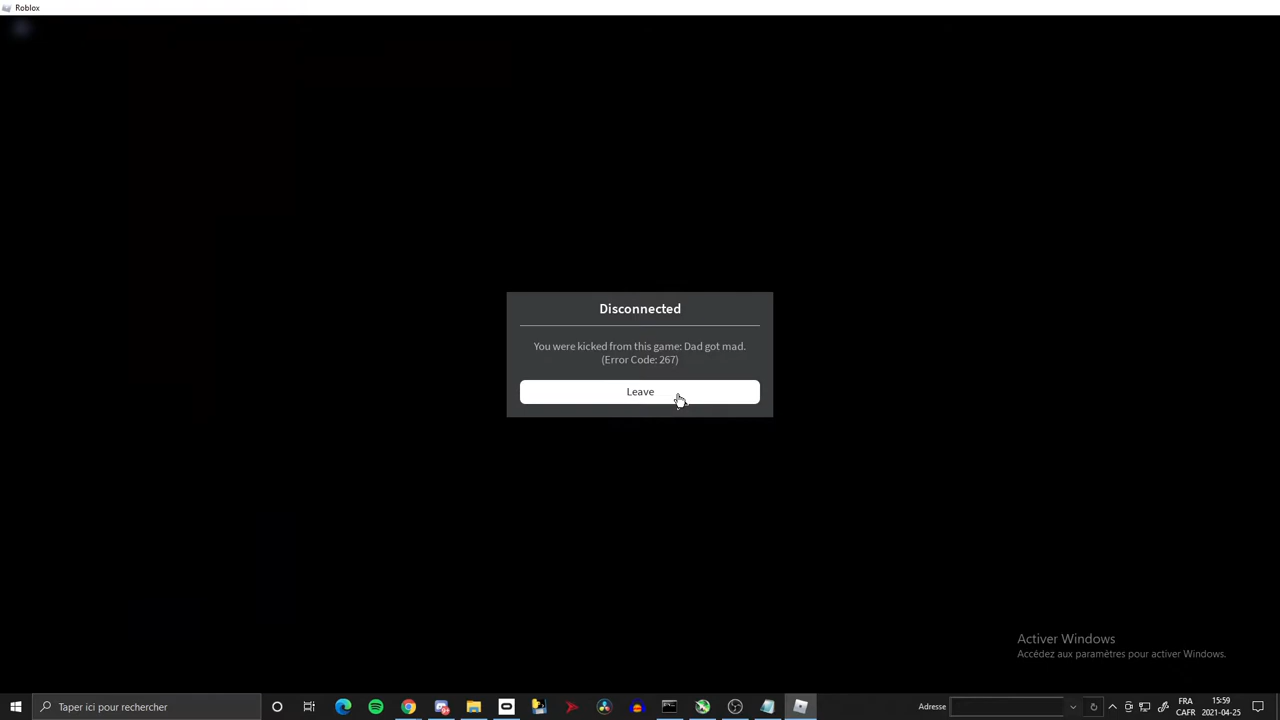 Roblox
Disconnected
You were kicked from this game: Dad got mad.
(Error Code: 267)
Leave
Activer Windows
Accédez aux paramètres pour activer Windows.
Taper ici pour rechercher
Adresse
FRA
CAFR
15:59
2021-04-25